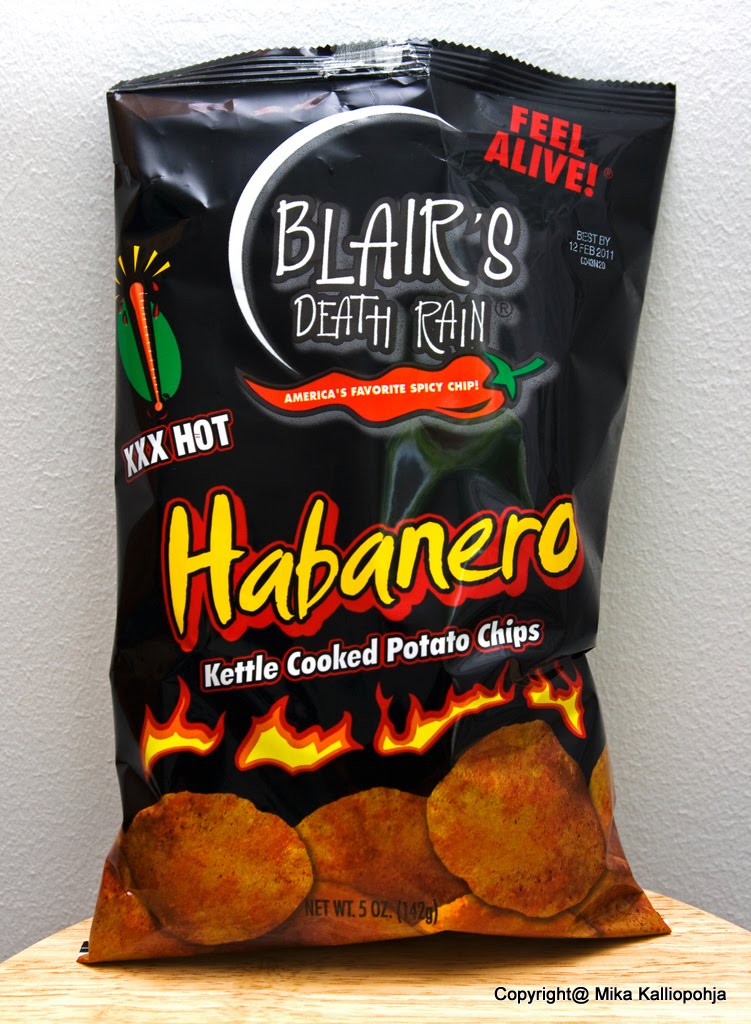 FEEL
ALIVE!®
BLAIR'S
DEATH RAIN®
BEST BY
12 FEB 2011
AMERICA'S FAVORITE SPICY CHIP!
XXX HOT
Habanero
Kettle Cooked Potato Chips
NET WT. 5 OZ. (142g)
Copyright@ Mika Kalliopohja